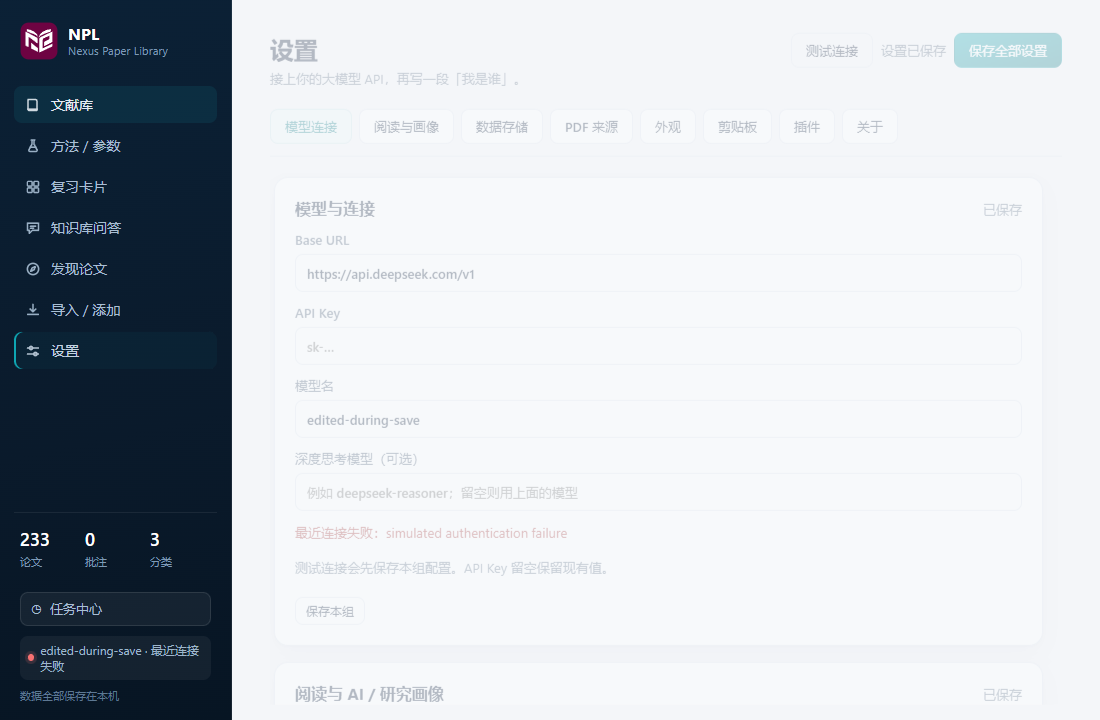 NPL
Nexus Paper Library
文献库
方法 / 参数
复习卡片
知识库问答
发现论文
导入 / 添加
设置
233
论文
0
批注
3
分类
任务中心
edited-during-save · 最近连接
失败
数据全部保存在本机
设置
接上你的大模型 API，再写一段「我是谁」。
测试连接
设置已保存
保存全部设置
模型连接
阅读与画像
数据存储
PDF 来源
外观
剪贴板
插件
关于
模型与连接
已保存
Base URL
https://api.deepseek.com/v1
API Key
sk-...
模型名
edited-during-save
深度思考模型（可选）
例如 deepseek-reasoner；留空则用上面的模型
最近连接失败：simulated authentication failure
测试连接会先保存本组配置。API Key 留空保留现有值。
保存本组
阅读与 AI / 研究画像
已保存